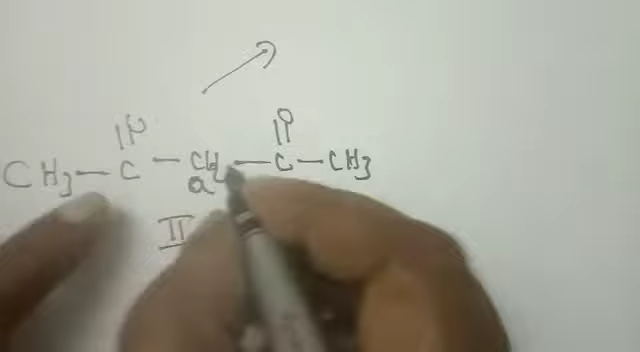 O O
CH3 — C — CH2 — C — CH3
a
II